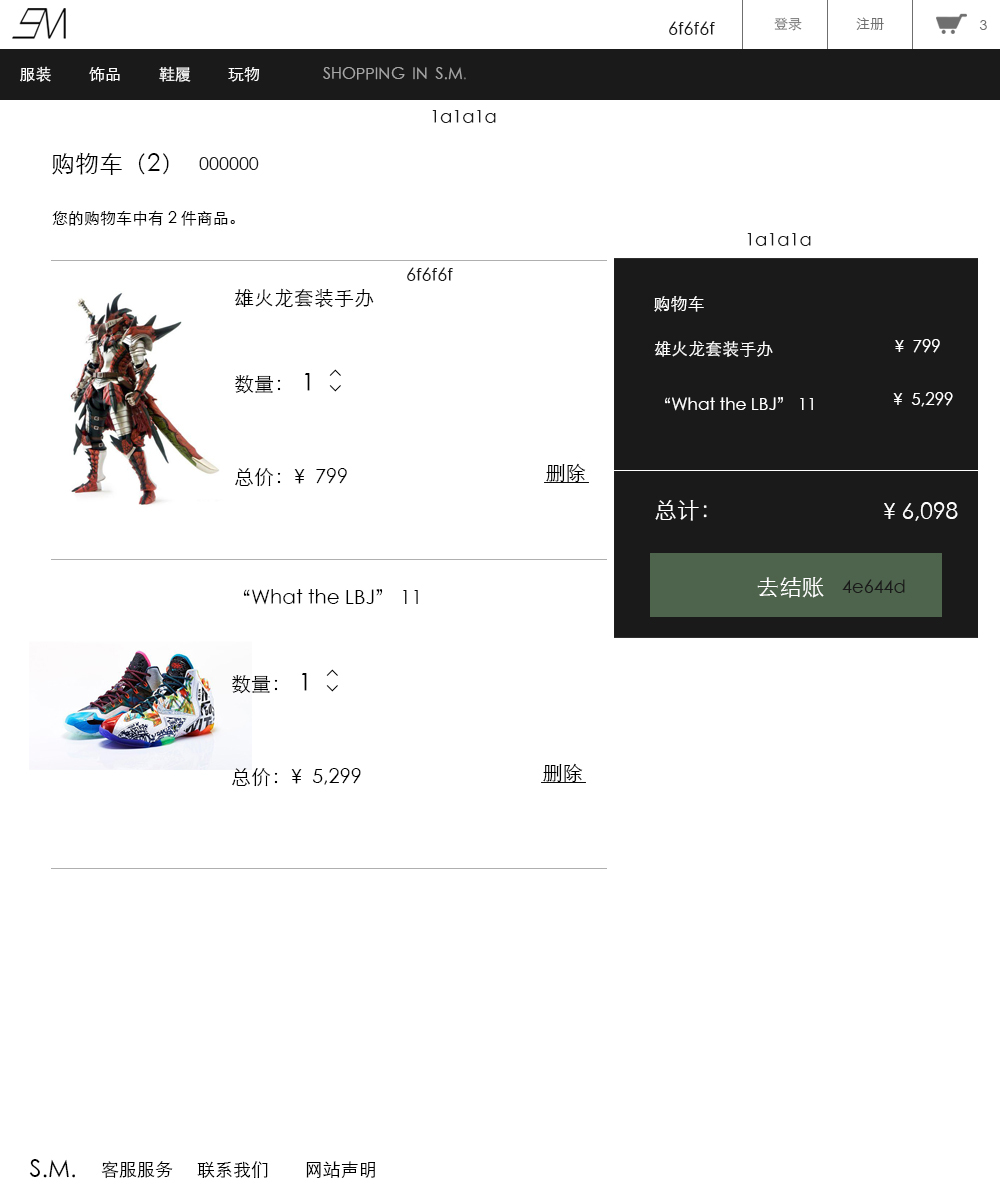 SM
6f6f6f 登录 注册 3
服装 饰品 鞋履 玩物 SHOPPING IN S.M.
1a1a1a
购物车（2） 000000
您的购物车中有 2 件商品。
1a1a1a
6f6f6f
雄火龙套装手办
数量： 1
总价：¥ 799 删除
“What the LBJ” 11
数量： 1
总价：¥ 5,299 删除
购物车
雄火龙套装手办 ¥ 799
“What the LBJ” 11 ¥ 5,299
总计： ¥ 6,098
去结账 4e644d
S.M. 客服服务 联系我们 网站声明